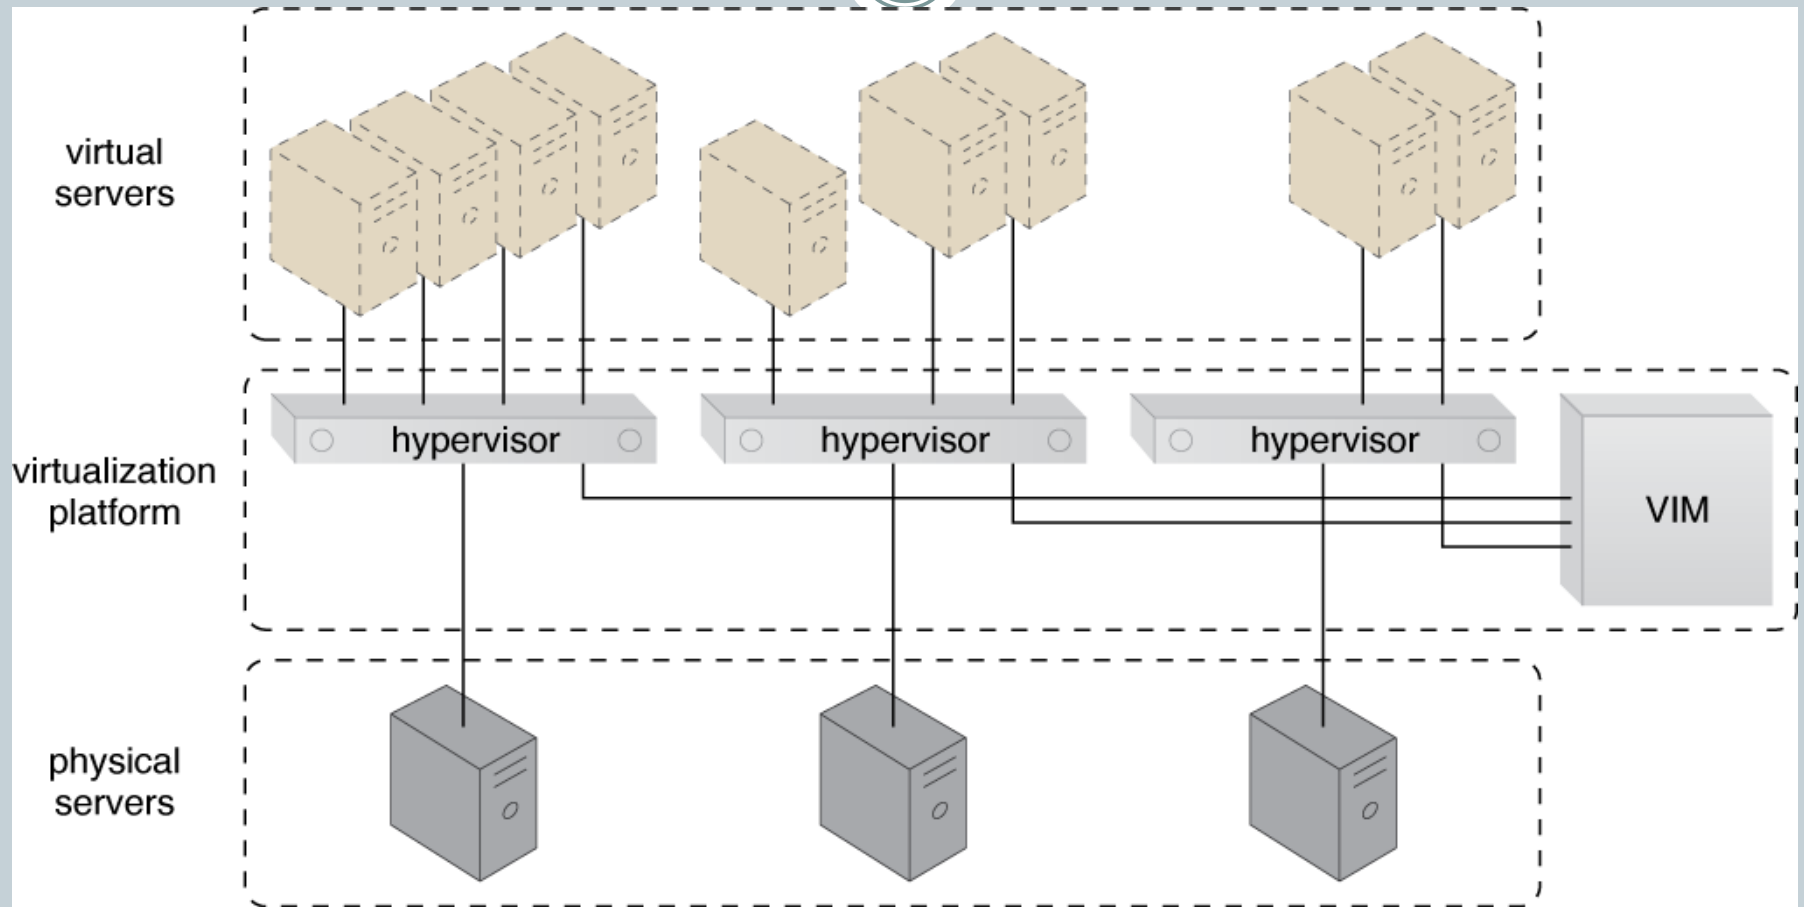 virtual
servers
hypervisor
hypervisor
hypervisor
virtualization
platform
VIM
physical
servers